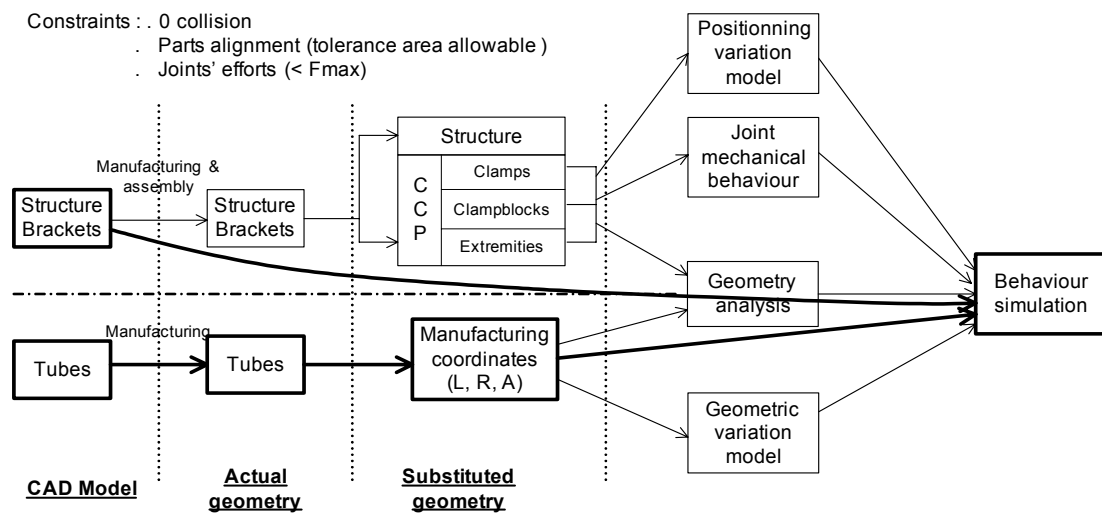 Constraints : . 0 collision
. Parts alignment (tolerance area allowable )
. Joints' efforts (< Fmax)
Positionning
variation
model
Structure
C
C
P
Clamps
Clampblocks
Extremities
Joint
mechanical
behaviour
Manufacturing &
assembly
Structure
Brackets
Structure
Brackets
Geometry
analysis
Behaviour
simulation
Manufacturing
Tubes
Tubes
Manufacturing
coordinates
(L, R, A)
Geometric
variation
model
CAD Model
Actual
geometry
Substituted
geometry